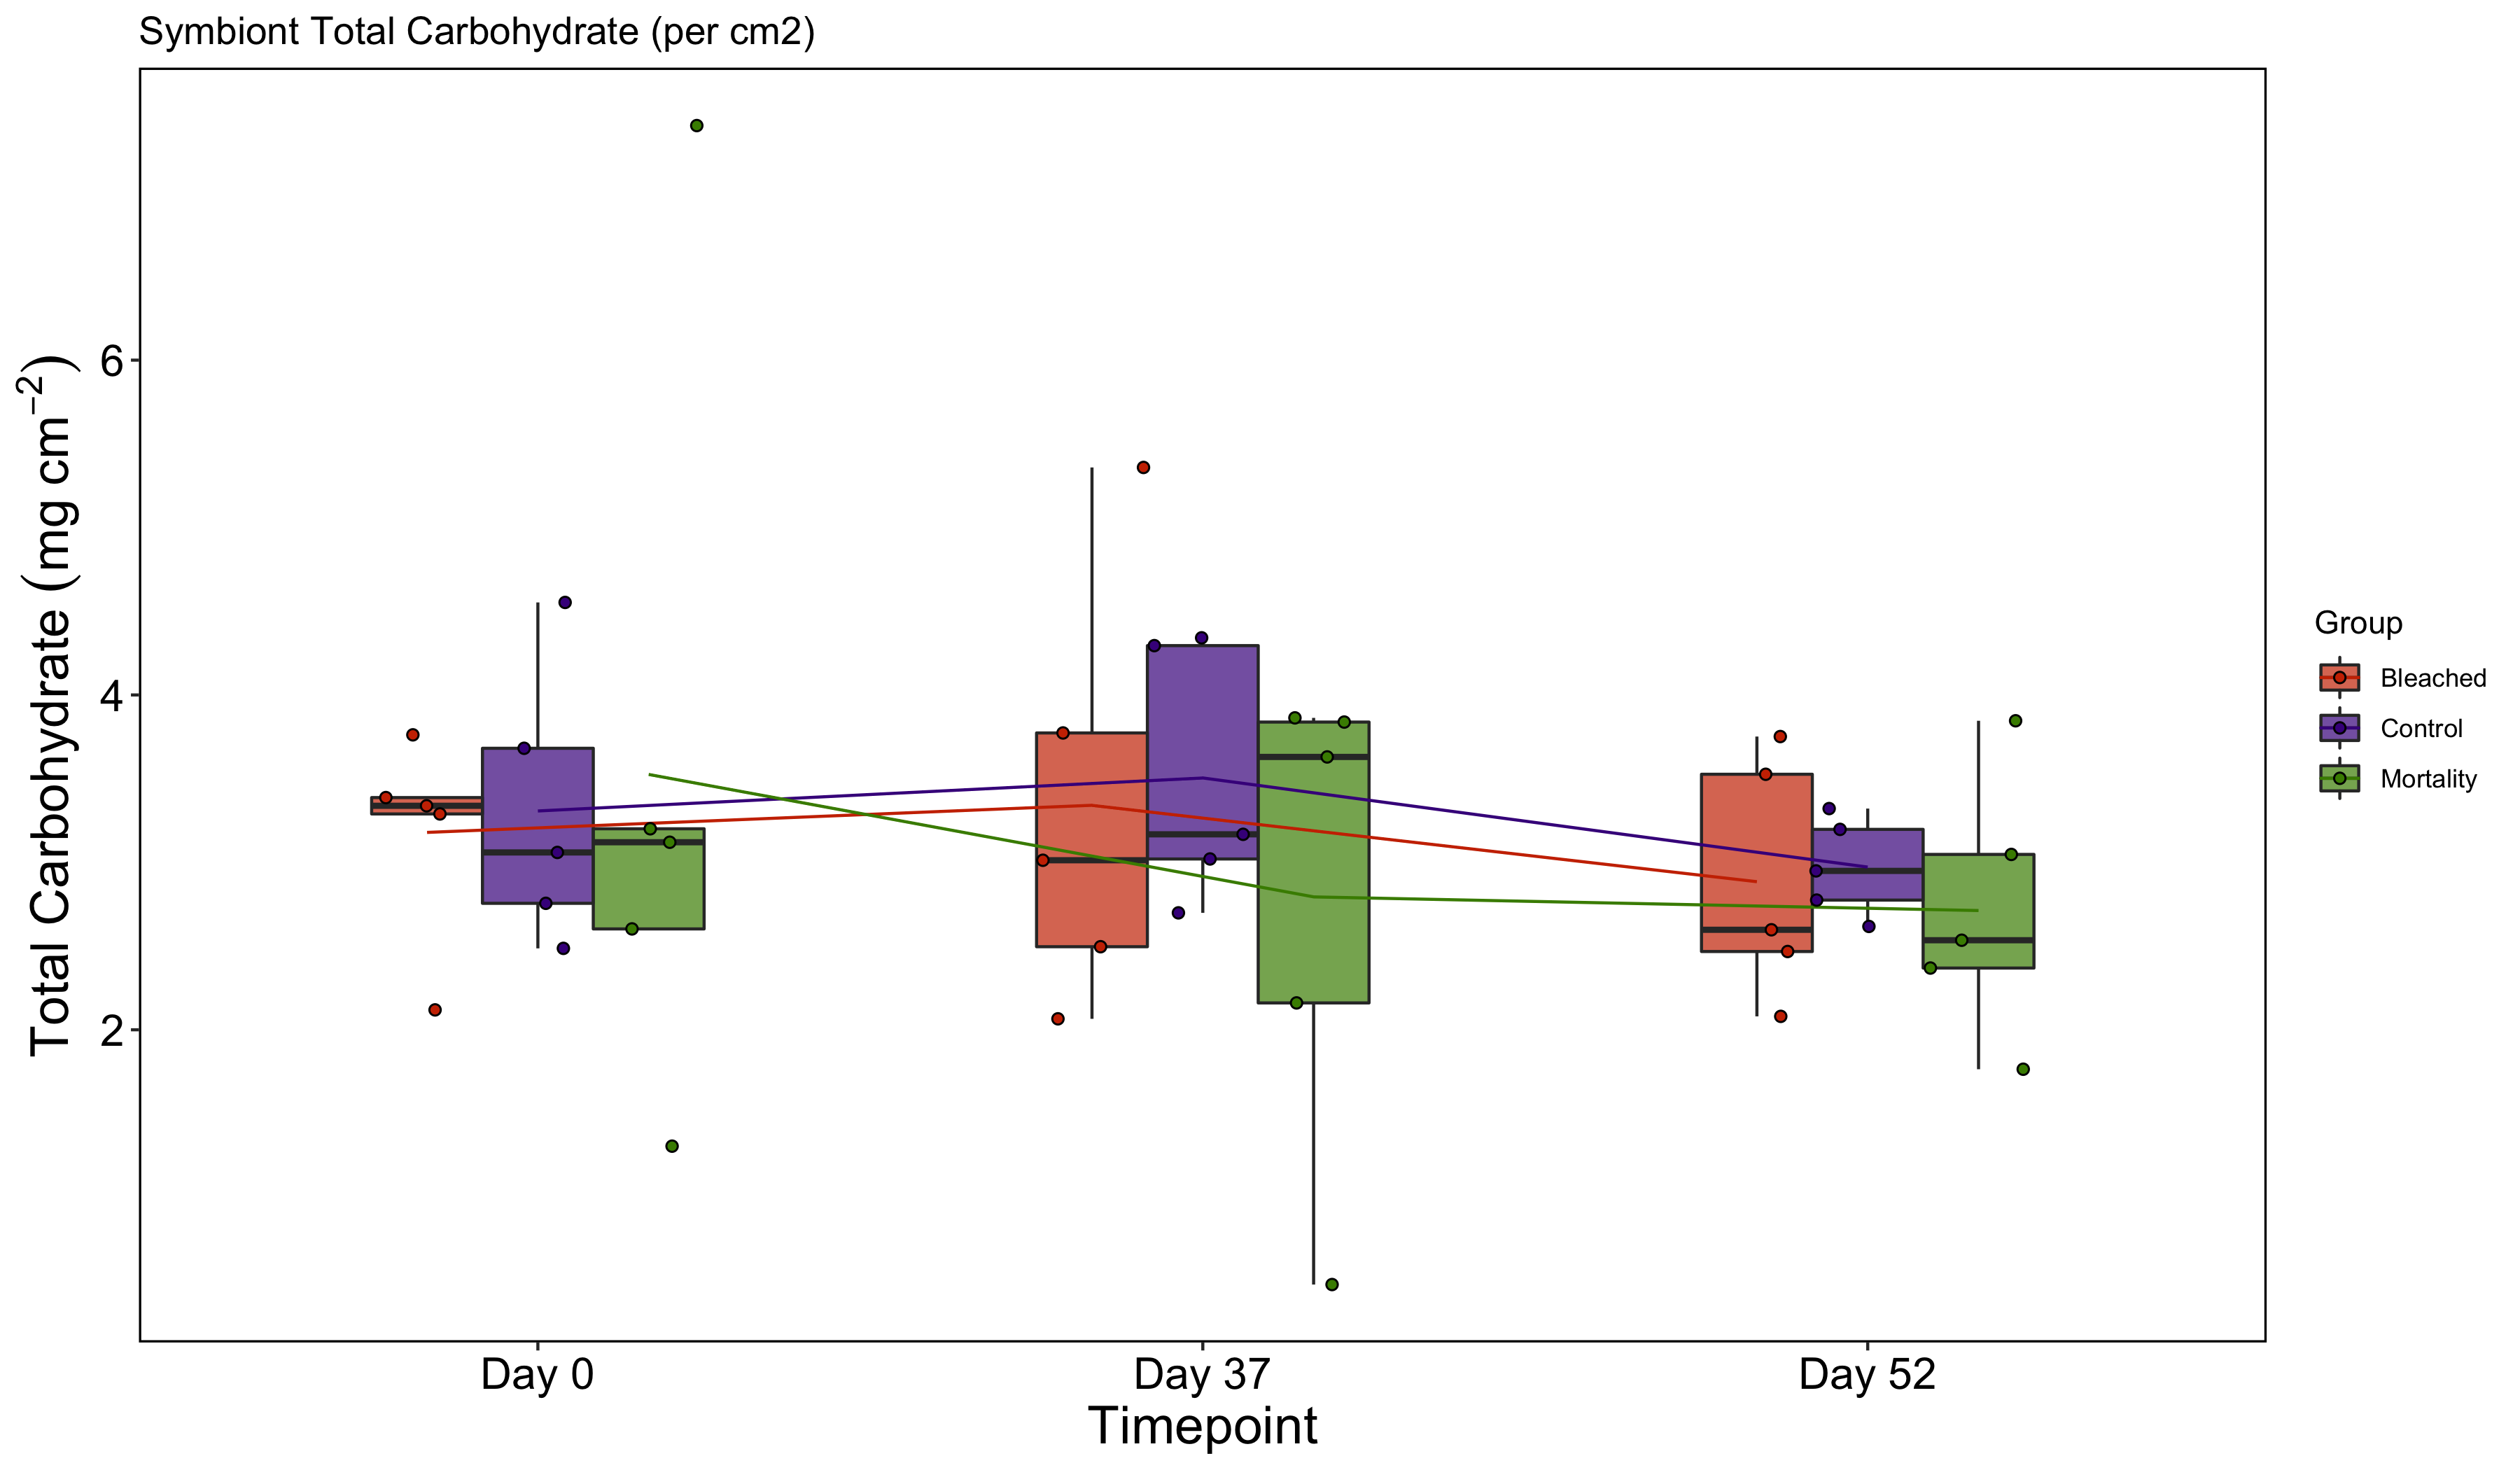 Symbiont Total Carbohydrate (per cm2)
Total Carbohydrate (mg cm⁻²)
6
4
2
Day 0
Day 37
Day 52
Timepoint
Group
Bleached
Control
Mortality